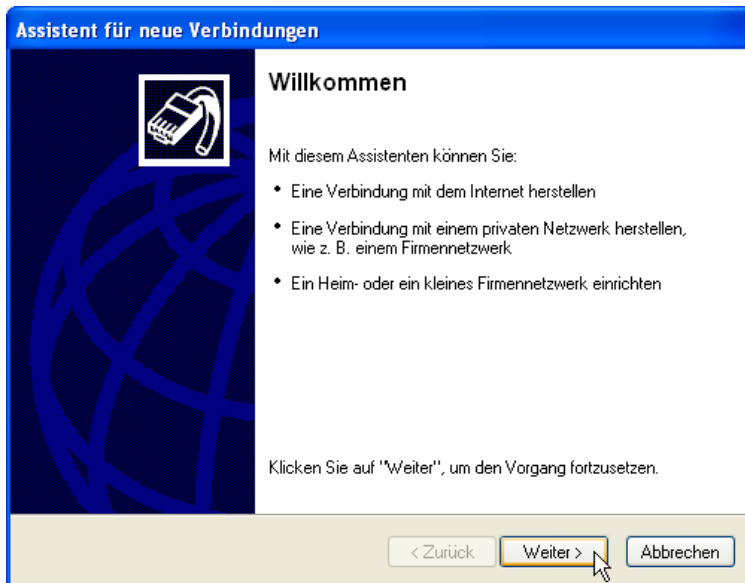 Assistent für neue Verbindungen
Willkommen
Mit diesem Assistenten können Sie:
• Eine Verbindung mit dem Internet herstellen
• Eine Verbindung mit einem privaten Netzwerk herstellen,
wie z. B. einem Firmennetzwerk
• Ein Heim- oder ein kleines Firmennetzwerk einrichten
Klicken Sie auf "Weiter", um den Vorgang fortzusetzen.
< Zurück Weiter > Abbrechen